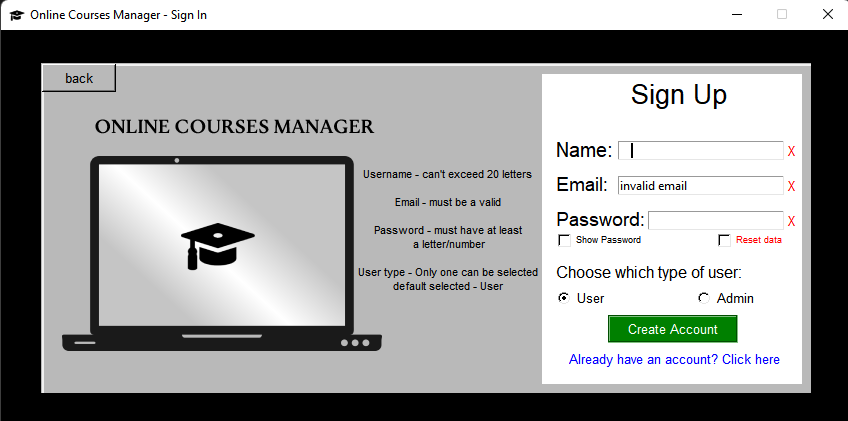 Online Courses Manager - Sign In
back
ONLINE COURSES MANAGER
Username - can't exceed 20 letters
Email - must be a valid
Password - must have at least
a letter/number
User type - Only one can be selected
default selected - User
Sign Up
Name: X
Email: invalid email X
Password: X
Show Password Reset data
Choose which type of user:
User Admin
Create Account
Already have an account? Click here